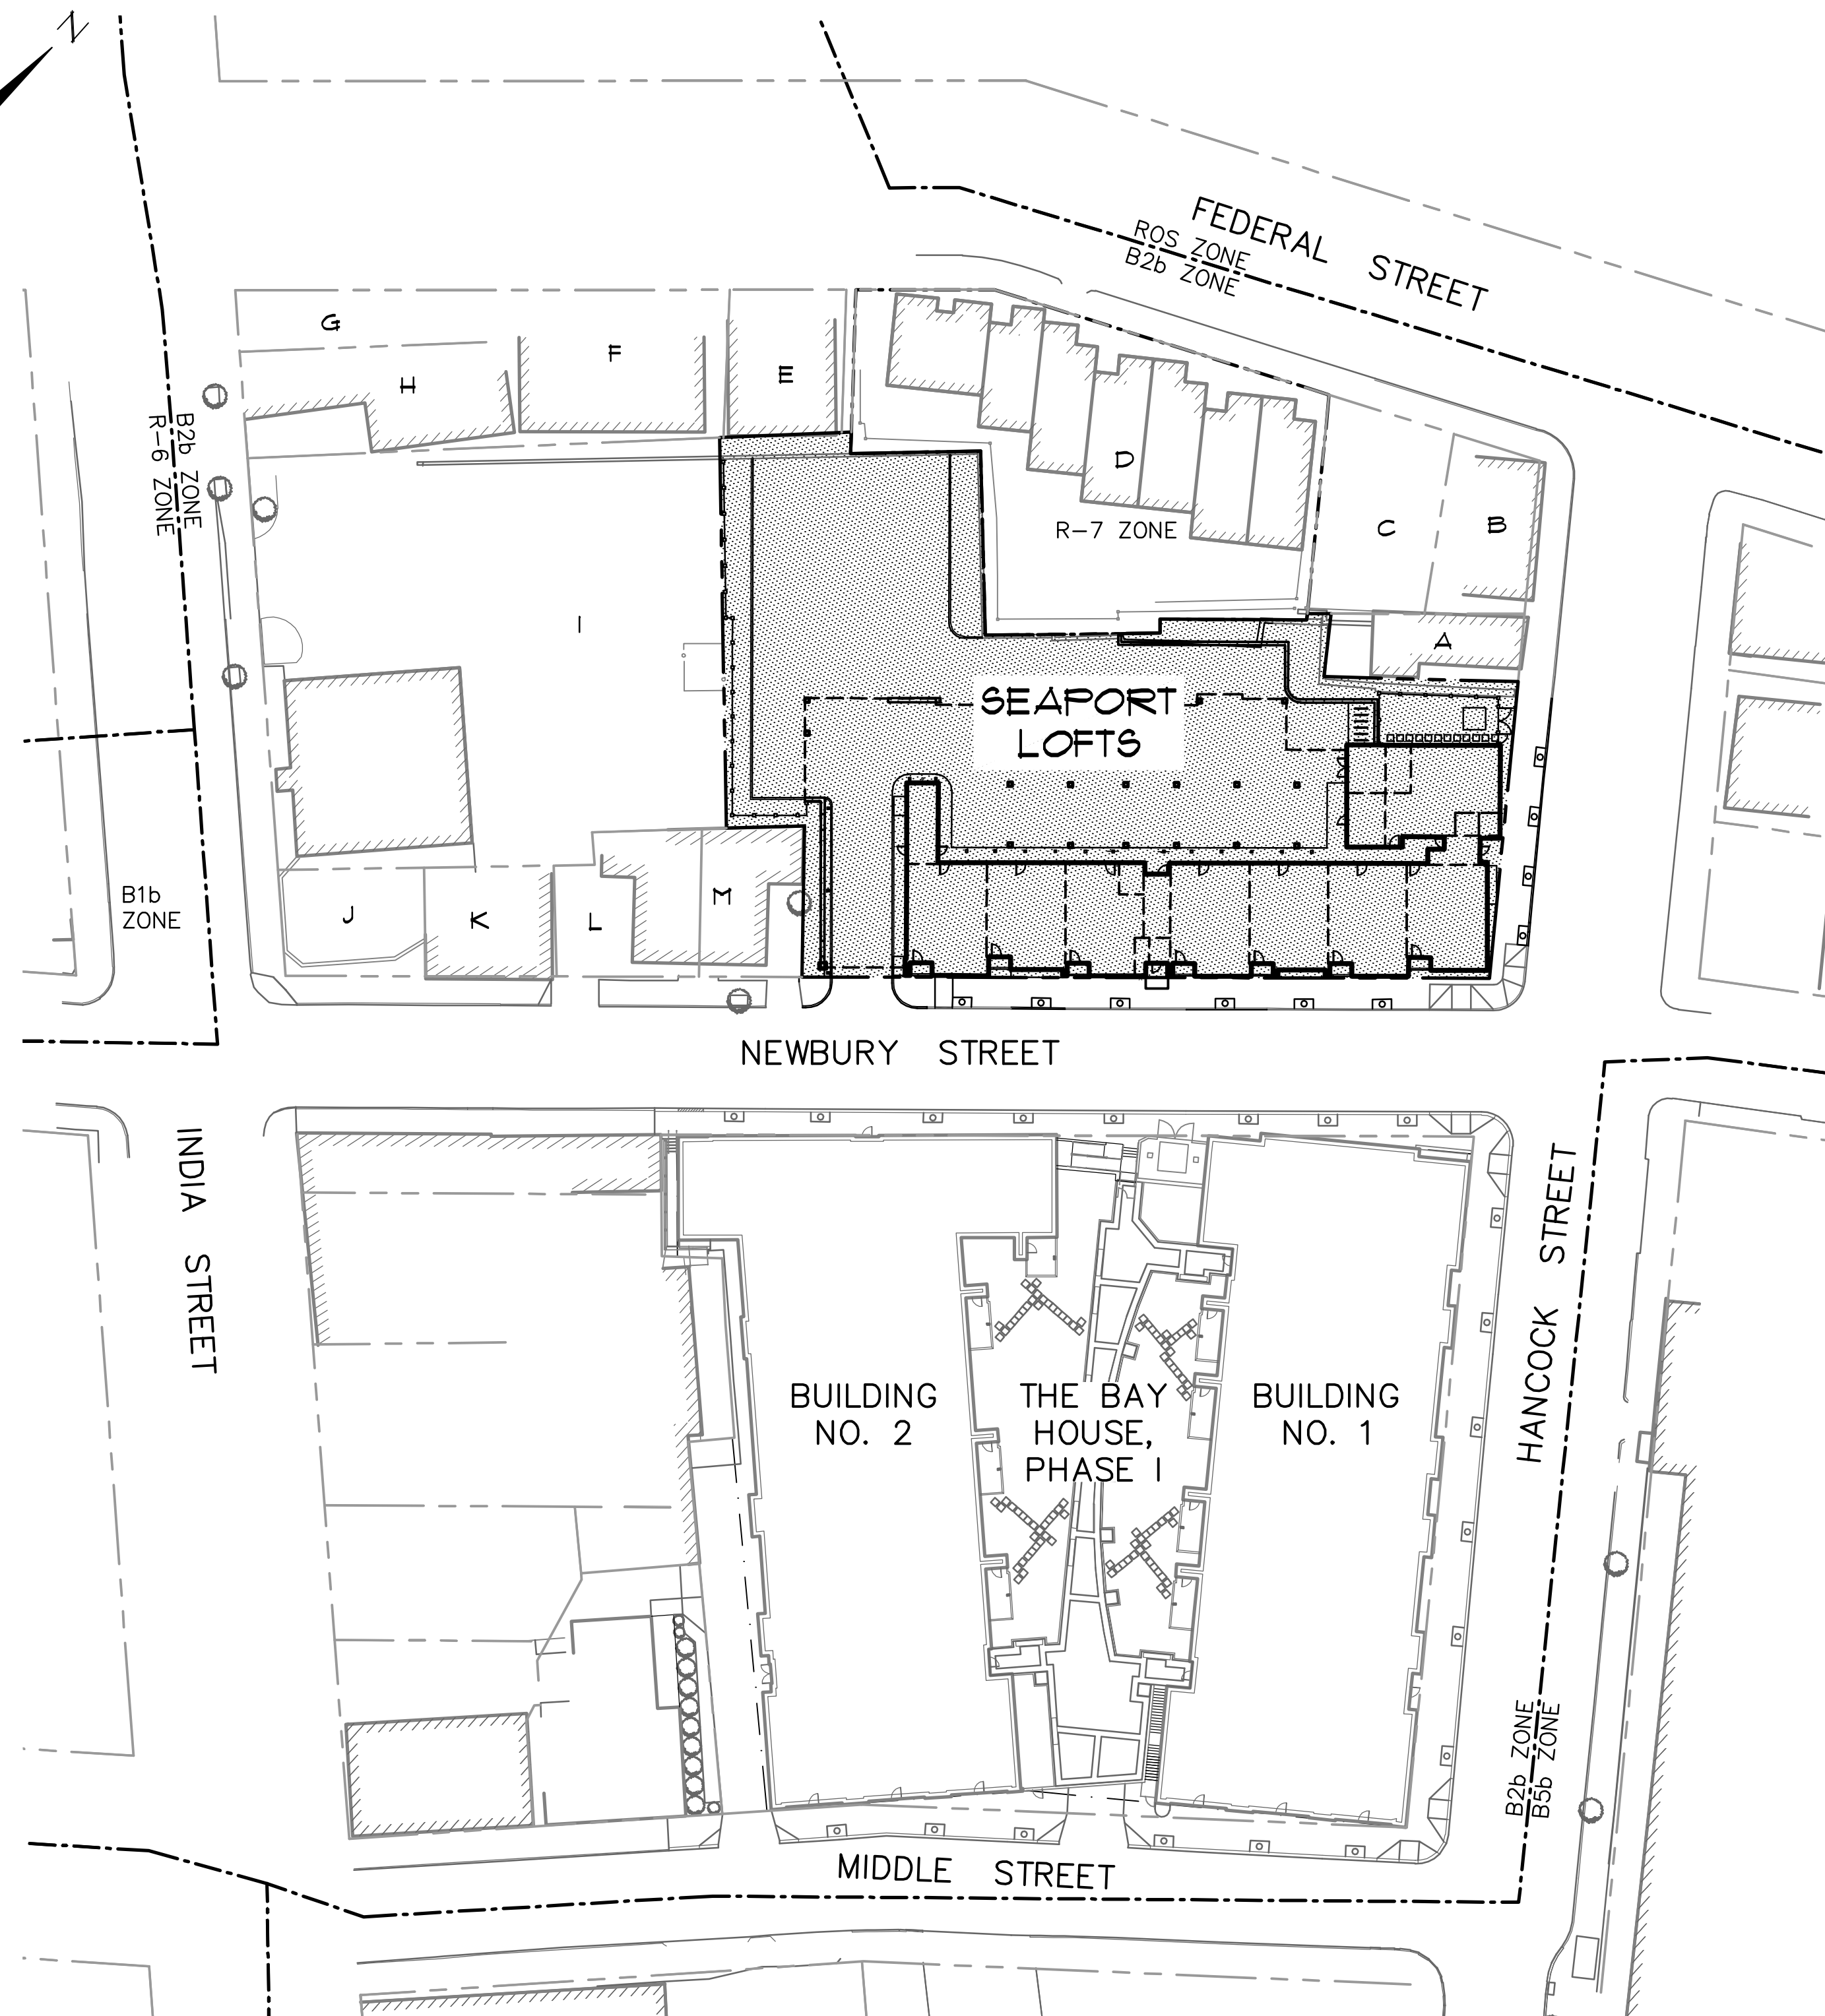 N
FEDERAL STREET
ROS ZONE
B2b ZONE
G
F
E
H
B2b ZONE
R-6 ZONE
D
R-7 ZONE
C
B
I
A
SEAPORT
LOFTS
B1b
ZONE
J
K
L
M
NEWBURY STREET
INDIA STREET
HANCOCK STREET
BUILDING
NO. 2
THE BAY
HOUSE,
PHASE I
BUILDING
NO. 1
B2b ZONE
B5b ZONE
MIDDLE STREET